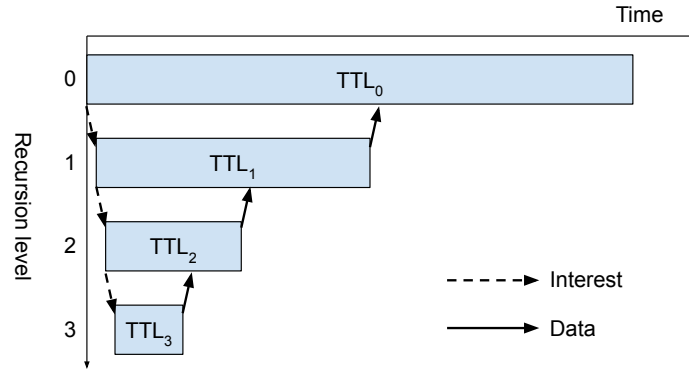 Time
0
TTL₀
1
TTL₁
2
TTL₂
3
TTL₃
Recursion level
Interest
Data